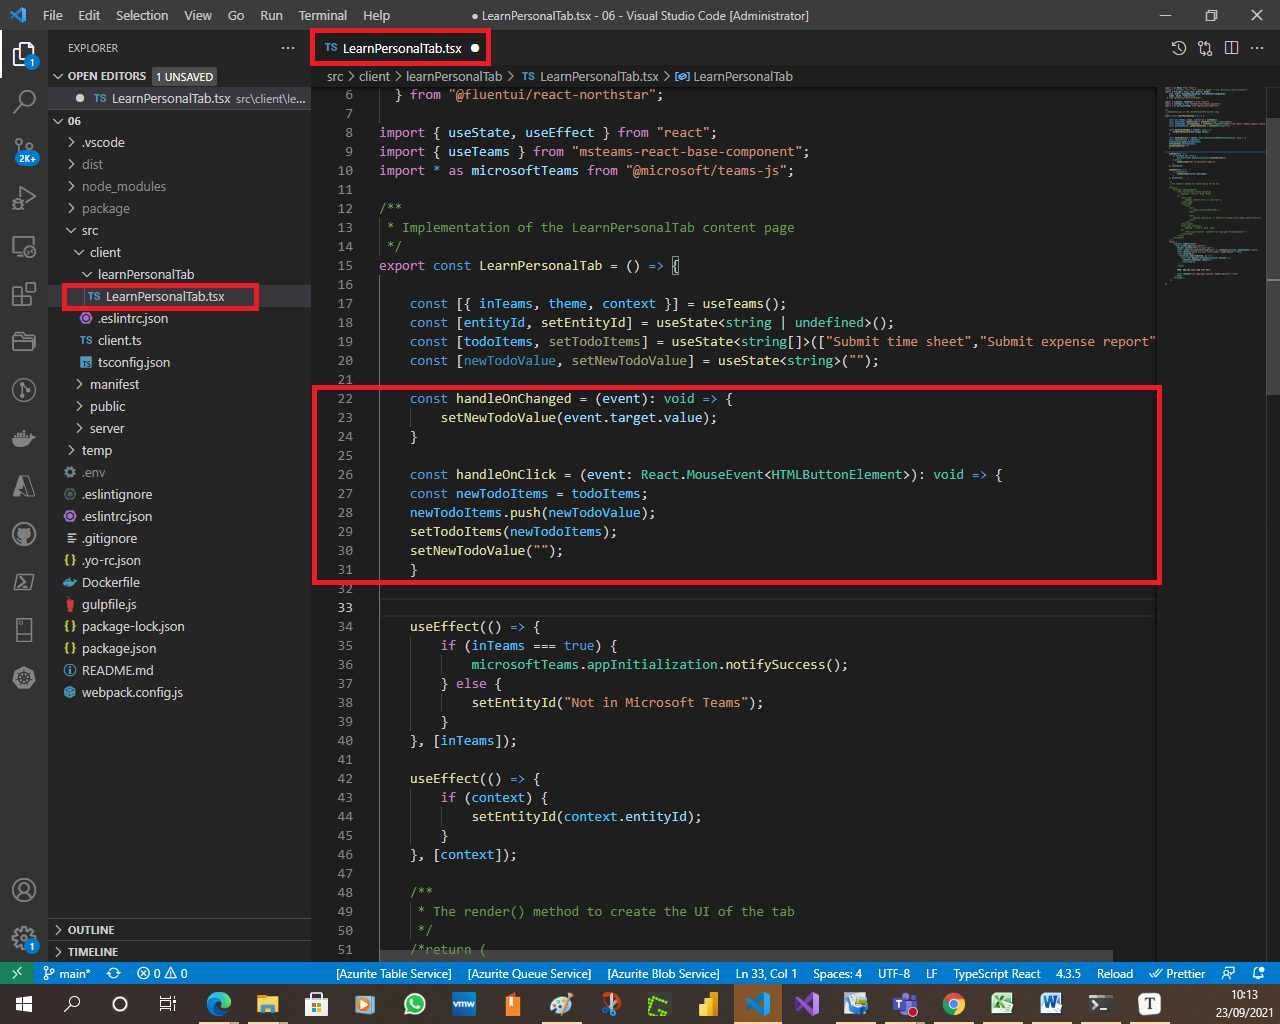 File Edit Selection View Go Run Terminal Help
● LearnPersonalTab.tsx - 06 - Visual Studio Code [Administrator]
EXPLORER
OPEN EDITORS 1 UNSAVED
TS LearnPersonalTab.tsx src\client\le...
06
.vscode
dist
node_modules
package
src
client
learnPersonalTab
TS LearnPersonalTab.tsx
.eslintrc.json
TS client.ts
tsconfig.json
manifest
public
server
temp
.env
.eslintignore
.eslintrc.json
.gitignore
.yo-rc.json
Dockerfile
gulpfile.js
package-lock.json
package.json
README.md
webpack.config.js
OUTLINE
TIMELINE
1
2K+
1
TS LearnPersonalTab.tsx
src > client > learnPersonalTab > TS LearnPersonalTab.tsx > LearnPersonalTab
6 } from "@fluentui/react-northstar";
7
8 import { useState, useEffect } from "react";
9 import { useTeams } from "msteams-react-base-component";
10 import * as microsoftTeams from "@microsoft/teams-js";
11
12 /**
13 * Implementation of the LearnPersonalTab content page
14 */
15 export const LearnPersonalTab = () => {
16
17 const [{ inTeams, theme, context }] = useTeams();
18 const [entityId, setEntityId] = useState<string | undefined>();
19 const [todoItems, setTodoItems] = useState<string[]>(["Submit time sheet","Submit expense report"
20 const [newTodoValue, setNewTodoValue] = useState<string>("");
21
22 const handleOnChanged = (event): void => {
23 setNewTodoValue(event.target.value);
24 }
25
26 const handleOnClick = (event: React.MouseEvent<HTMLButtonElement>): void => {
27 const newTodoItems = todoItems;
28 newTodoItems.push(newTodoValue);
29 setTodoItems(newTodoItems);
30 setNewTodoValue("");
31 }
32
33
34 useEffect(() => {
35 if (inTeams === true) {
36 microsoftTeams.appInitialization.notifySuccess();
37 } else {
38 setEntityId("Not in Microsoft Teams");
39 }
40 }, [inTeams]);
41
42 useEffect(() => {
43 if (context) {
44 setEntityId(context.entityId);
45 }
46 }, [context]);
47
48 /**
49 * The render() method to create the UI of the tab
50 */
51 /*return (
main* 0 0 [Azurite Table Service] [Azurite Queue Service] [Azurite Blob Service] Ln 33, Col 1 Spaces: 4 UTF-8 LF TypeScript React 4.3.5 Reload Prettier
vmw
10:13
23/09/2021